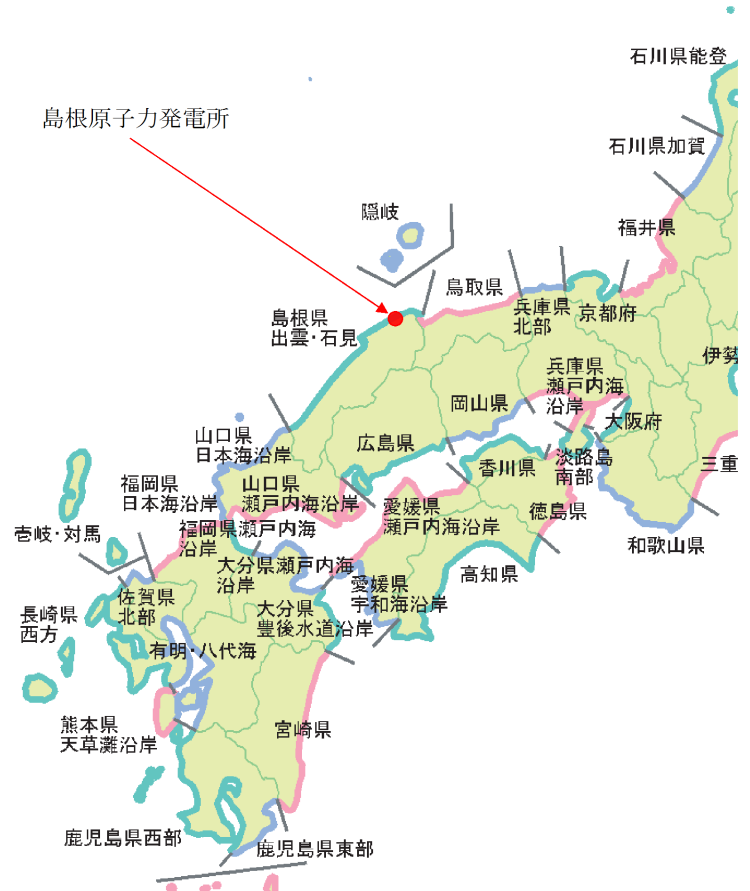 石川県能登
島根原子力発電所
石川県加賀
隠岐
福井県
鳥取県
兵庫県
北部
京都府
島根県
出雲・石見
伊勢
兵庫県
瀬戸内海
沿岸
岡山県
大阪府
山口県
日本海沿岸
広島県
淡路島
南部
三重
香川県
福岡県
日本海沿岸
山口県
瀬戸内海沿岸
愛媛県
瀬戸内海沿岸
徳島県
福岡県瀬戸内海
沿岸
壱岐・対馬
和歌山県
大分県瀬戸内海
沿岸
高知県
愛媛県
宇和海沿岸
佐賀県
北部
大分県
豊後水道沿岸
長崎県
西方
有明・八代海
熊本県
天草灘沿岸
宮崎県
鹿児島県西部
鹿児島県東部